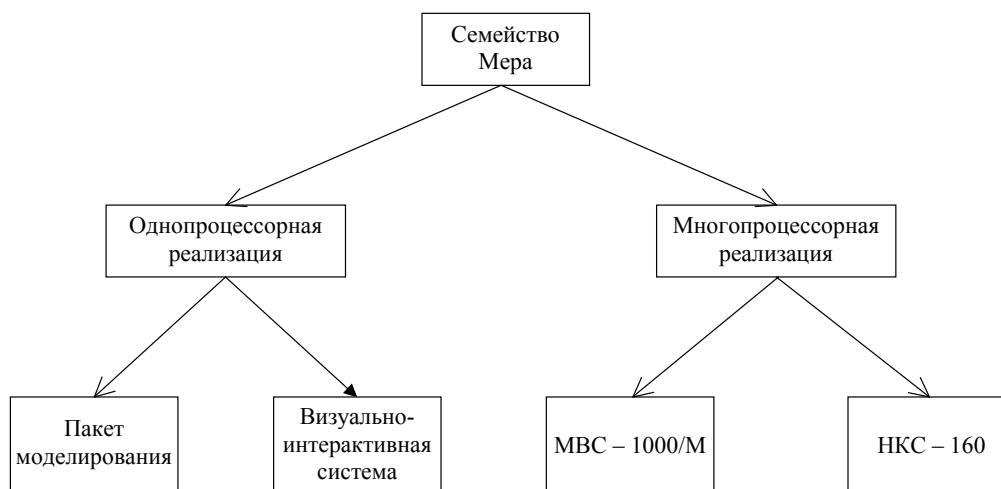 Семейство
Мера
Однопроцессорная
реализация
Многопроцессорная
реализация
Пакет
моделирования
Визуально-
интерактивная
система
МВС – 1000/М
НКС – 160